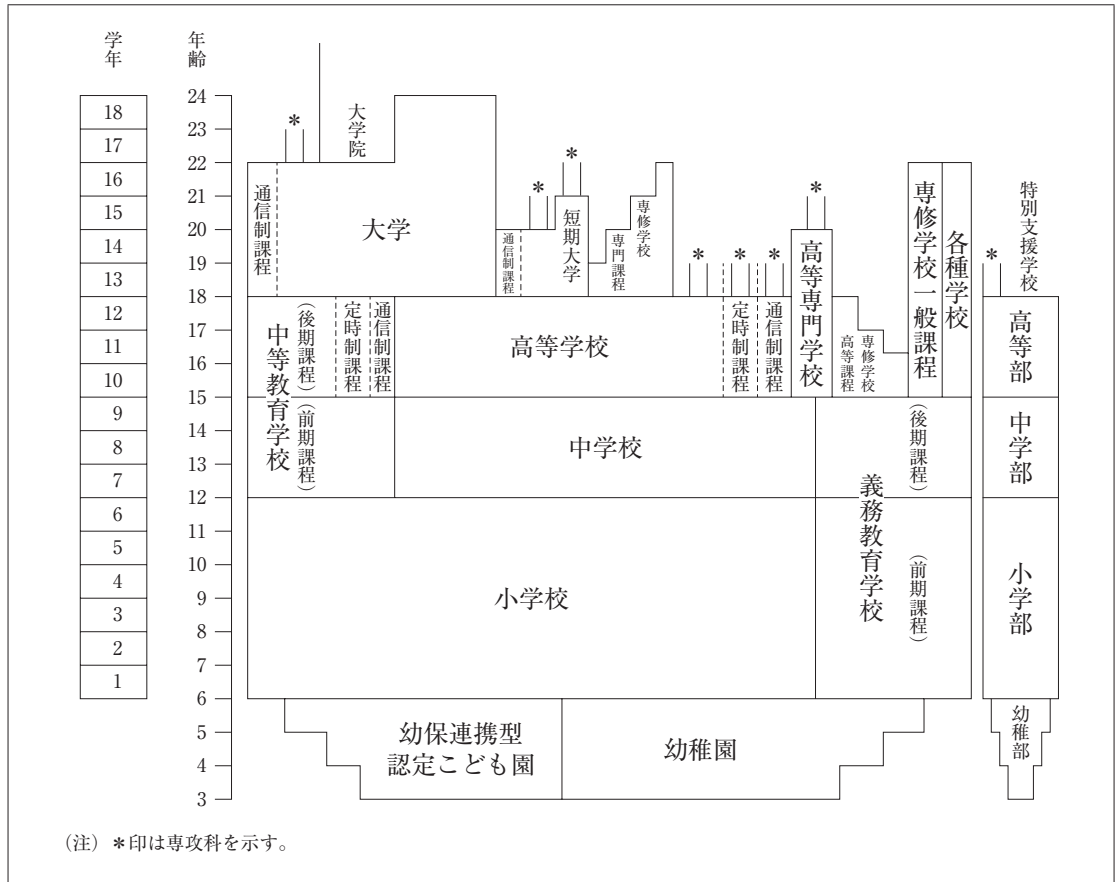 学年
年齢
18
17
16
15
14
13
12
11
10
9
8
7
6
5
4
3
2
1
24
23
22
21
20
19
18
17
16
15
14
13
12
11
10
9
8
7
6
5
4
3
*
大学院
通信制課程
大学
通信制課程
*
*
短期大学
専門課程
専修学校
*
*
*
*
高等専門学校
専修学校一般課程
各種学校
特別支援学校
*
中等教育学校
(後期課程)
(前期課程)
定時制課程
通信制課程
高等学校
定時制課程
通信制課程
高等課程
専修学校
高等部
中学校
義務教育学校
(後期課程)
(前期課程)
中学部
小学校
小学部
幼保連携型
認定こども園
幼稚園
幼稚部
(注) *印は専攻科を示す。